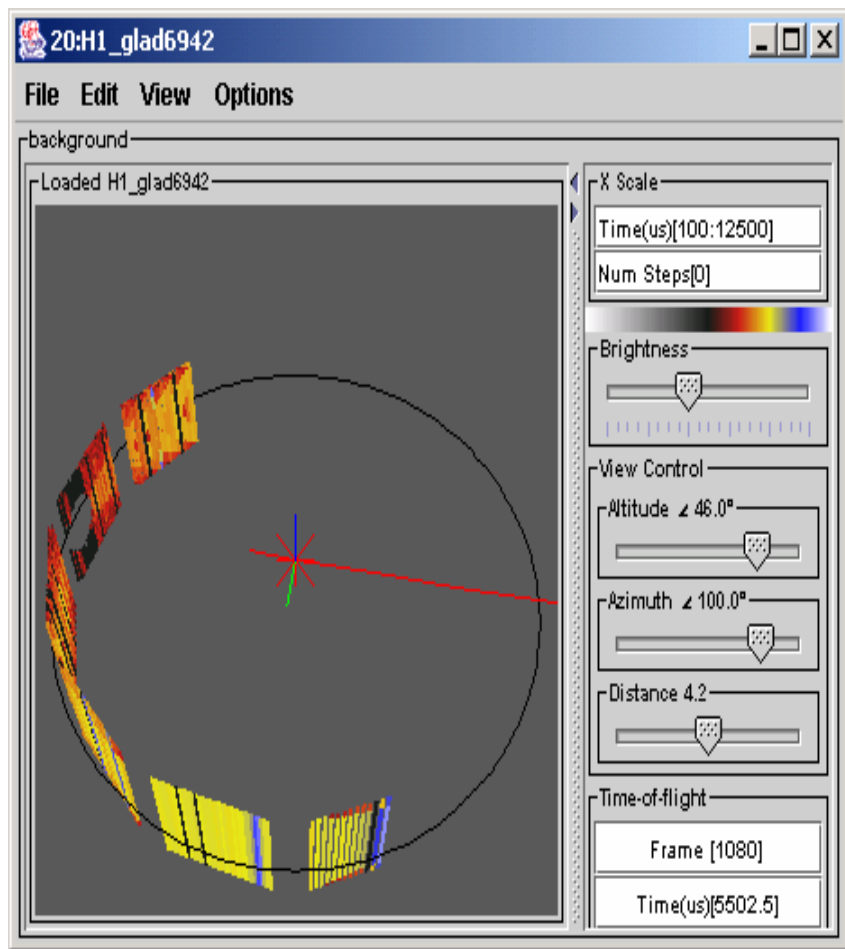 20:H1_glad6942
File Edit View Options
background
Loaded H1_glad6942
X Scale
Time(us)[100:12500]
Num Steps[0]
Brightness
View Control
Altitude ∠ 46.0°
Azimuth ∠ 100.0°
Distance 4.2
Time-of-flight
Frame [1080]
Time(us)[5502.5]